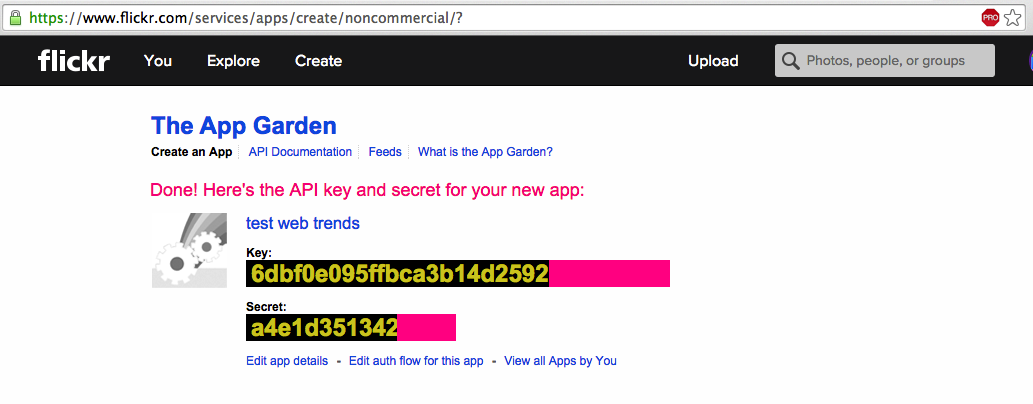 https://www.flickr.com/services/apps/create/noncommercial/?
PRO
flickr You Explore Create Upload Photos, people, or groups
The App Garden
Create an App API Documentation Feeds What is the App Garden?
Done! Here's the API key and secret for your new app:
test web trends
Key:
6dbf0e095ffbca3b14d2592
Secret:
a4e1d351342
Edit app details - Edit auth flow for this app - View all Apps by You